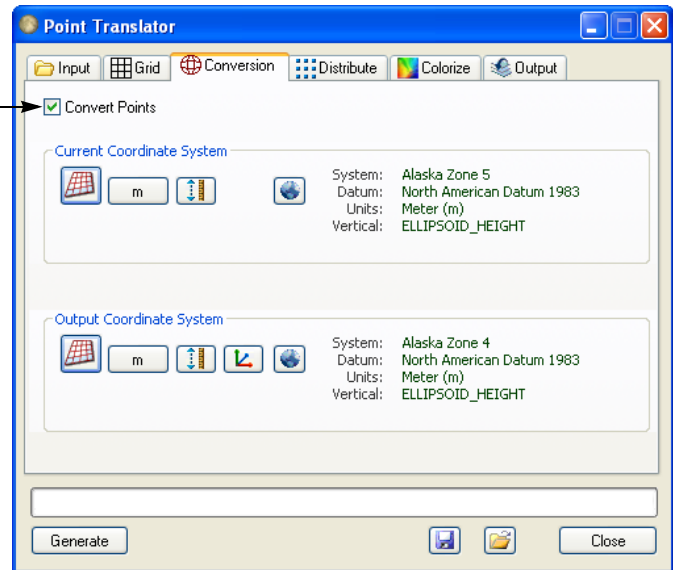 Point Translator
Input Grid Conversion Distribute Colorize Output
Convert Points
Current Coordinate System
m
System: Alaska Zone 5
Datum: North American Datum 1983
Units: Meter (m)
Vertical: ELLIPSOID_HEIGHT
Output Coordinate System
m
System: Alaska Zone 4
Datum: North American Datum 1983
Units: Meter (m)
Vertical: ELLIPSOID_HEIGHT
Generate Close